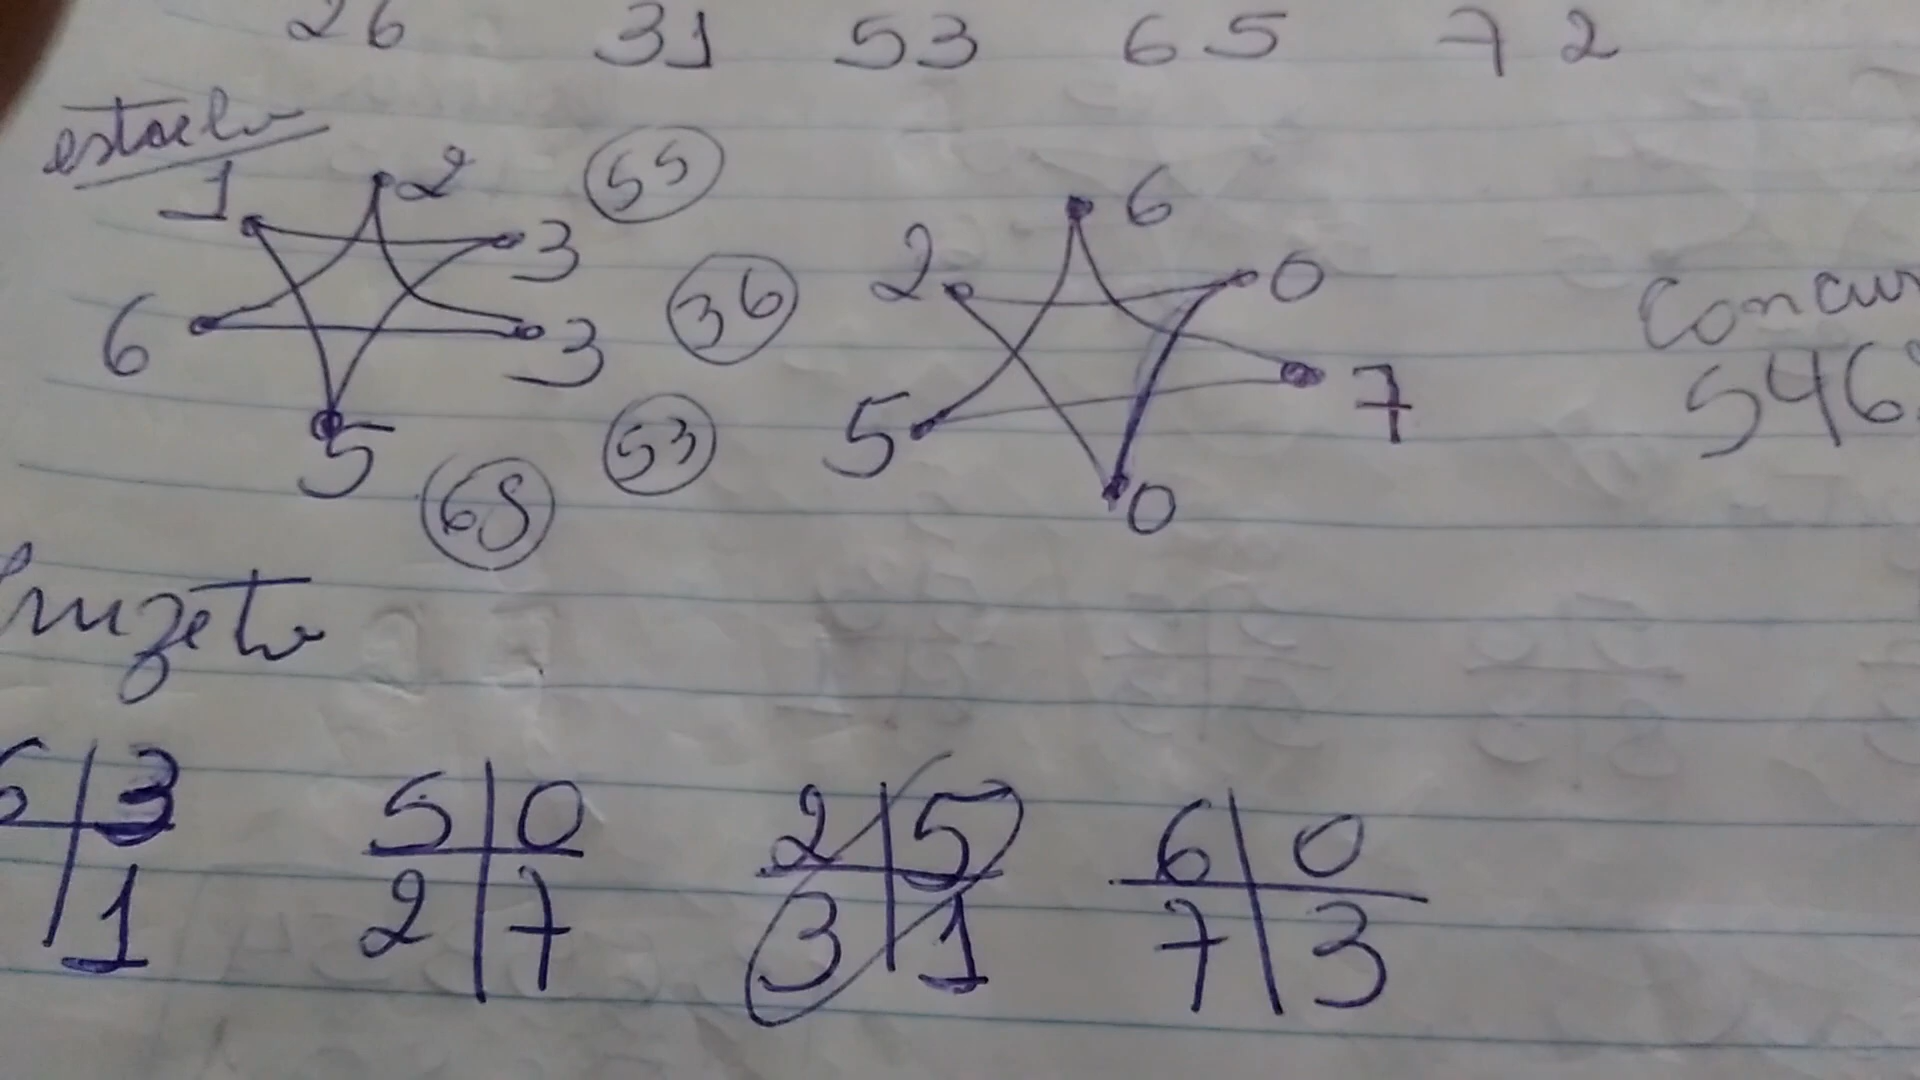 26 31 53 65 72
estrela
1 2 55 6
3 2 0
6 3 36 Concur
5 53 5 7 546
68 0
Cruzeta
3 5 0 2 5 6 0
1 2 7 3 1 7 3